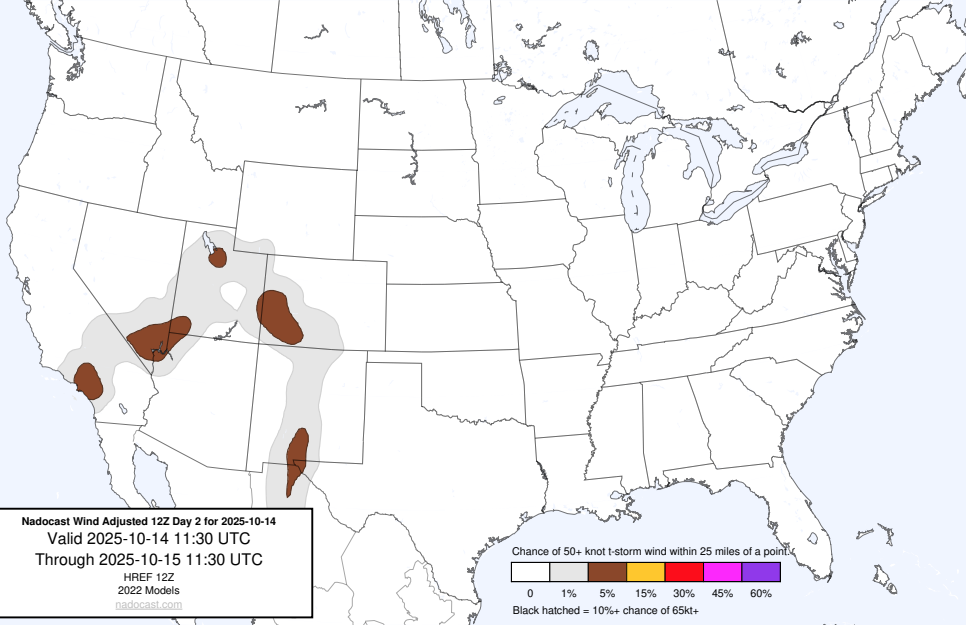 Nadocast Wind Adjusted 12Z Day 2 for 2025-10-14
Valid 2025-10-14 11:30 UTC
Through 2025-10-15 11:30 UTC
HREF 12Z
2022 Models
nadocast.com
Chance of 50+ knot t-storm wind within 25 miles of a point.
0 1% 5% 15% 30% 45% 60%
Black hatched = 10%+ chance of 65kt+